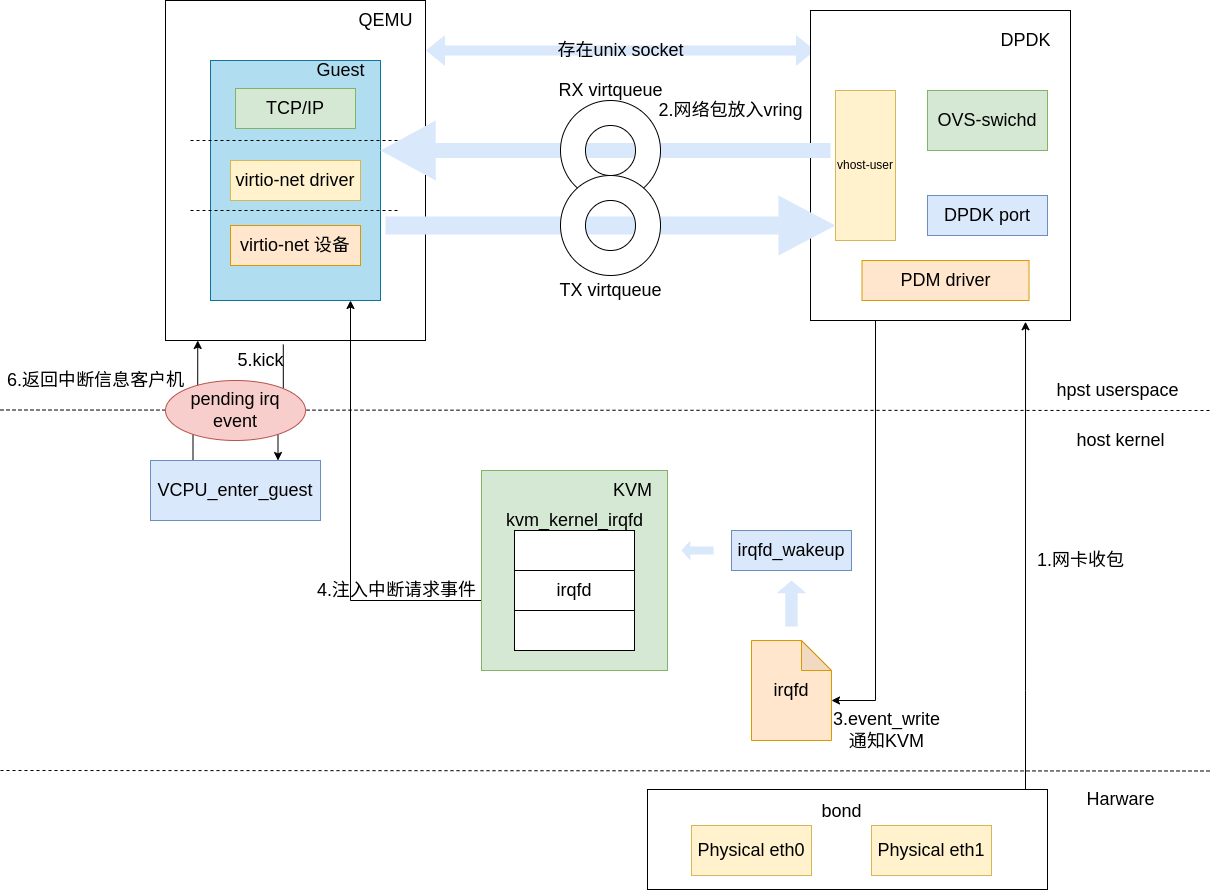 QEMU
Guest
TCP/IP
virtio-net driver
virtio-net 设备
存在unix socket
RX virtqueue
2.网络包放入vring
TX virtqueue
DPDK
vhost-user
OVS-swichd
DPDK port
PDM driver
5.kick
6.返回中断信息客户机
pending irq
event
VCPU_enter_guest
hpst userspace
host kernel
KVM
kvm_kernel_irqfd
irqfd
irqfd_wakeup
1.网卡收包
4.注入中断请求事件
irqfd
3.event_write
通知KVM
Harware
bond
Physical eth0
Physical eth1